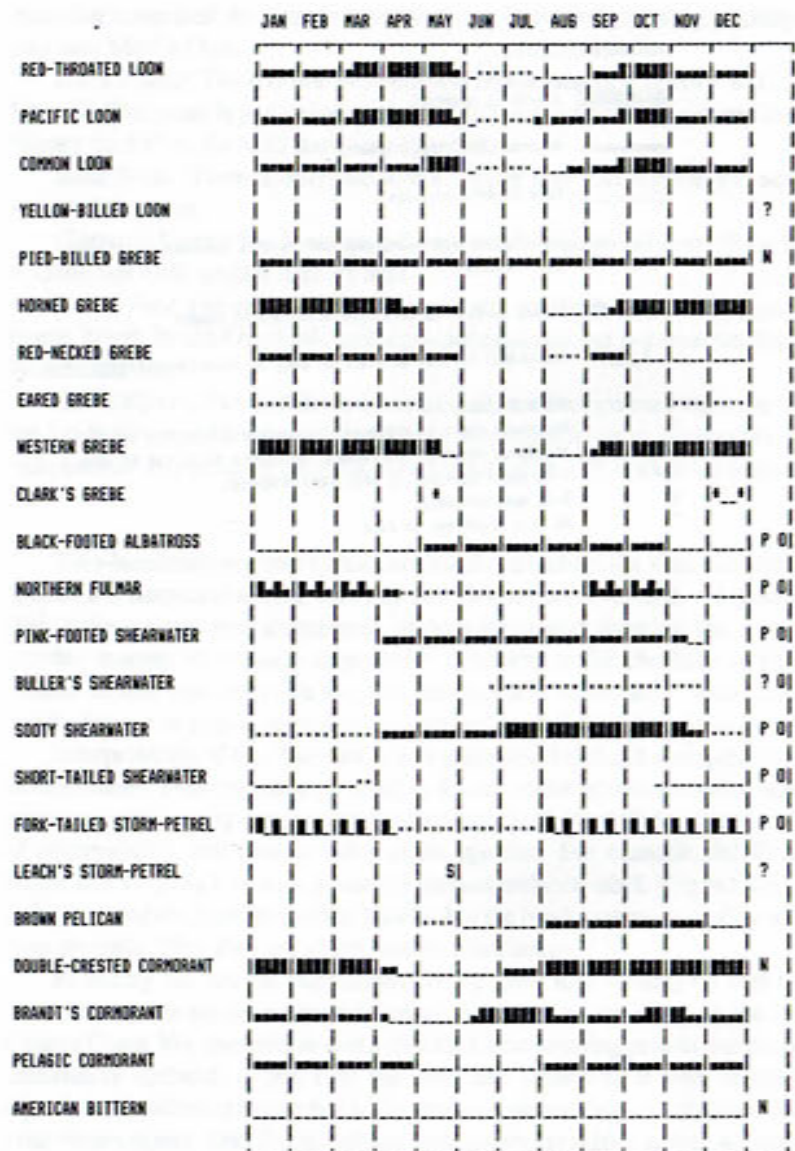 JAN FEB MAR APR MAY JUN JUL AUG SEP OCT NOV DEC
RED-THROATED LOON
PACIFIC LOON
COMMON LOON
YELLOW-BILLED LOON ?
PIED-BILLED GREBE N
HORNED GREBE
RED-NECKED GREBE
EARED GREBE
WESTERN GREBE
CLARK'S GREBE
BLACK-FOOTED ALBATROSS P O
NORTHERN FULMAR P O
PINK-FOOTED SHEARWATER P O
BULLER'S SHEARWATER ? O
SOOTY SHEARWATER P O
SHORT-TAILED SHEARWATER P O
FORK-TAILED STORM-PETREL P O
LEACH'S STORM-PETREL S ?
BROWN PELICAN
DOUBLE-CRESTED CORMORANT N
BRANDT'S CORMORANT
PELAGIC CORMORANT
AMERICAN BITTERN N